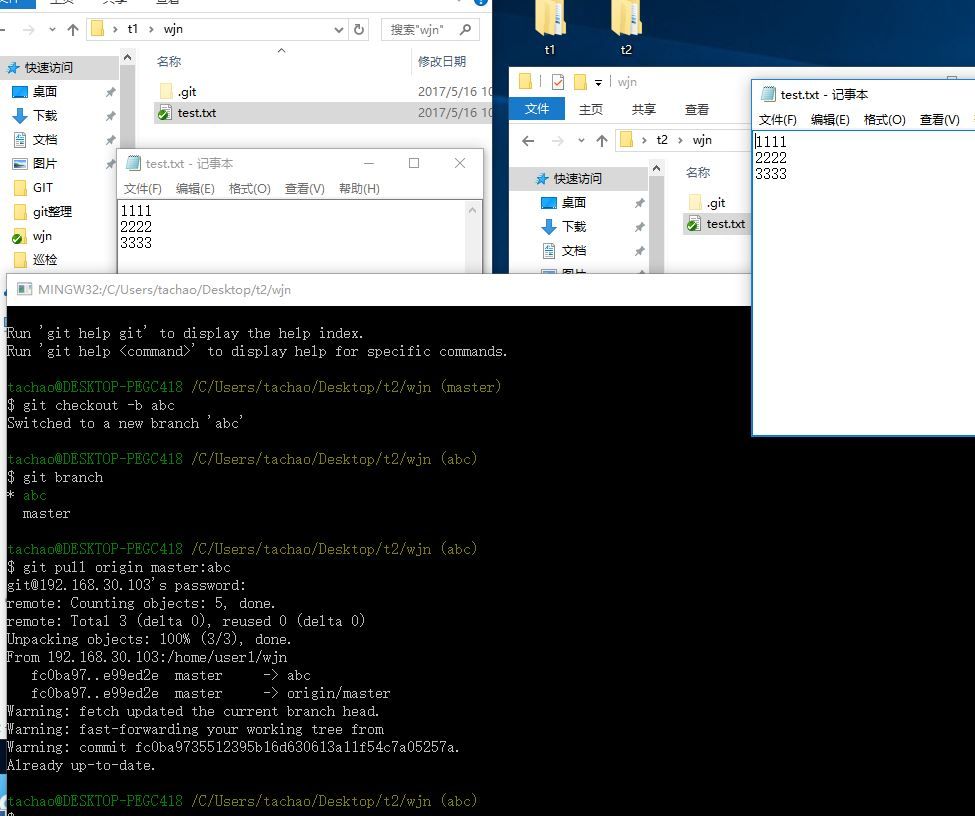 t1 › wjn
搜索"wjn"
名称
修改日期
快速访问
.git
2017/5/16 10
桌面
test.txt
2017/5/16 10
下载
文档
图片
GIT
git整理
wjn
巡检
test.txt - 记事本
文件(F) 编辑(E) 格式(O) 查看(V) 帮助(H)
1111
2222
3333
t1
t2
wjn
文件 主页 共享 查看
t2 › wjn
名称
快速访问
.git
桌面
test.txt
下载
文档
图片
test.txt - 记事本
文件(F) 编辑(E) 格式(O) 查看(V)
1111
2222
3333
MINGW32:/C/Users/tachao/Desktop/t2/wjn
Run 'git help git' to display the help index.
Run 'git help <command>' to display help for specific commands.
tachao@DESKTOP-PEGC418 /C/Users/tachao/Desktop/t2/wjn (master)
$ git checkout -b abc
Switched to a new branch 'abc'
tachao@DESKTOP-PEGC418 /C/Users/tachao/Desktop/t2/wjn (abc)
$ git branch
* abc
master
tachao@DESKTOP-PEGC418 /C/Users/tachao/Desktop/t2/wjn (abc)
$ git pull origin master:abc
git@192.168.30.103's password:
remote: Counting objects: 5, done.
remote: Total 3 (delta 0), reused 0 (delta 0)
Unpacking objects: 100% (3/3), done.
From 192.168.30.103:/home/user1/wjn
fc0ba97..e99ed2e master -> abc
fc0ba97..e99ed2e master -> origin/master
Warning: fetch updated the current branch head.
Warning: fast-forwarding your working tree from
Warning: commit fc0ba9735512395b16d630613a11f54c7a05257a.
Already up-to-date.
tachao@DESKTOP-PEGC418 /C/Users/tachao/Desktop/t2/wjn (abc)
$